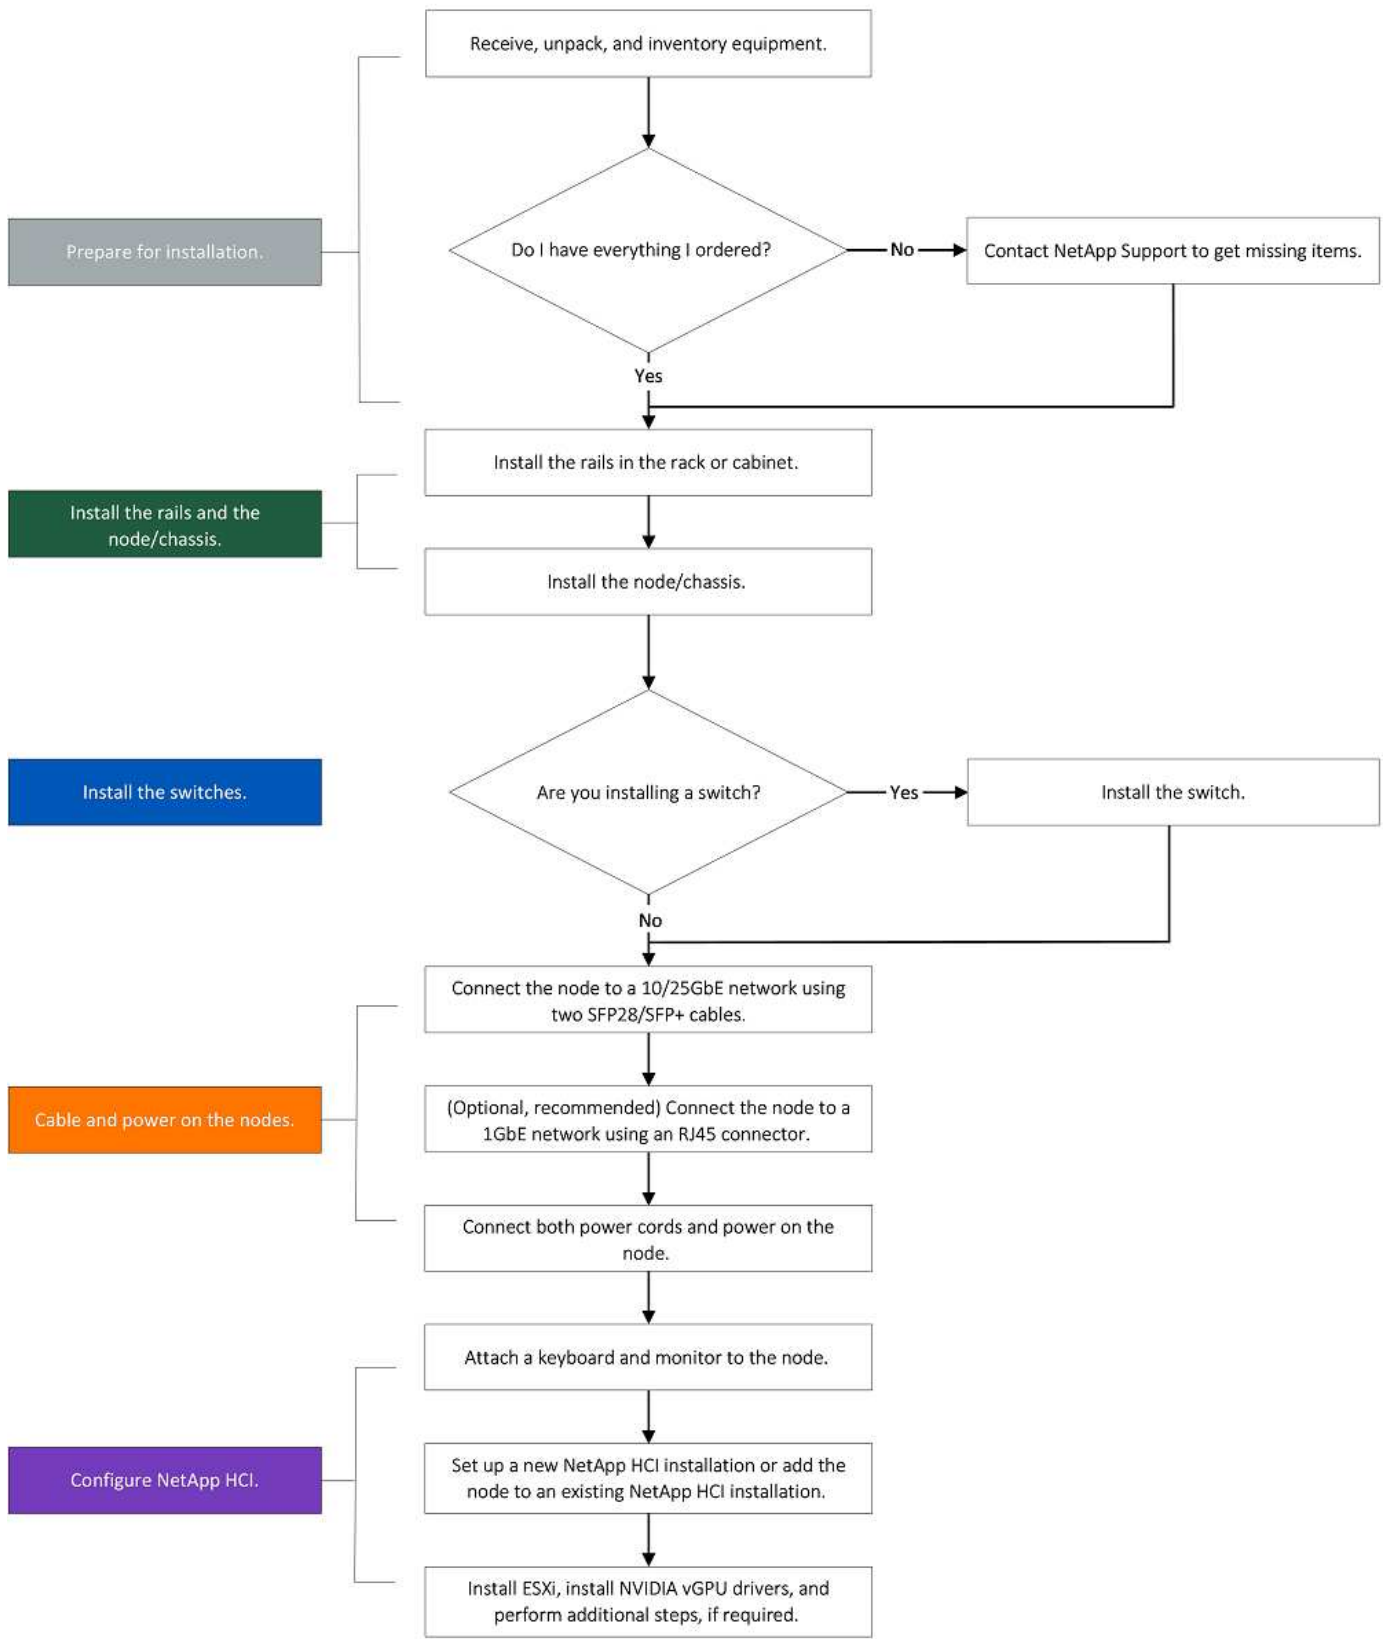 Receive, unpack, and inventory equipment.
Prepare for installation.
Do I have everything I ordered?
No
Contact NetApp Support to get missing items.
Yes
Install the rails in the rack or cabinet.
Install the rails and the
node/chassis.
Install the node/chassis.
Install the switches.
Are you installing a switch?
Yes
Install the switch.
No
Connect the node to a 10/25GbE network using
two SFP28/SFP+ cables.
Cable and power on the nodes.
(Optional, recommended) Connect the node to a
1GbE network using an RJ45 connector.
Connect both power cords and power on the
node.
Attach a keyboard and monitor to the node.
Configure NetApp HCI.
Set up a new NetApp HCI installation or add the
node to an existing NetApp HCI installation.
Install ESXi, install NVIDIA vGPU drivers, and
perform additional steps, if required.